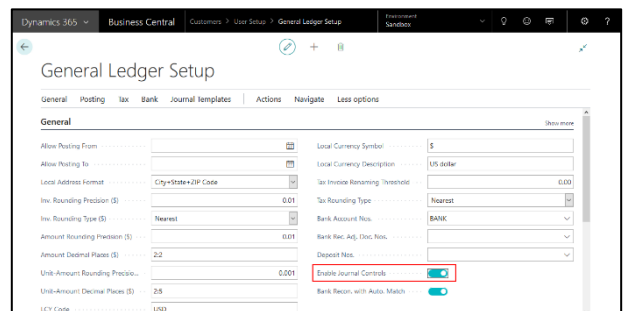 Dynamics 365 Business Central Customers > User Setup > General Ledger Setup Environment Sandbox ?
General Ledger Setup
General Posting Tax Bank Journal Templates Actions Navigate Less options
General Show more
Allow Posting From
Allow Posting To
Local Address Format City+State+ZIP Code
Inv. Rounding Precision ($) 0.01
Inv. Rounding Type ($) Nearest
Amount Rounding Precision ($) 0.01
Amount Decimal Places ($) 2:2
Unit-Amount Rounding Precisio... 0.001
Unit-Amount Decimal Places ($) 2:5
LCY Code USD
Local Currency Symbol $
Local Currency Description US dollar
Tax Invoice Renaming Threshold 0.00
Tax Rounding Type Nearest
Bank Account Nos. BANK
Bank Rec. Adj. Doc. Nos.
Deposit Nos.
Enable Journal Controls
Bank Recon. with Auto. Match